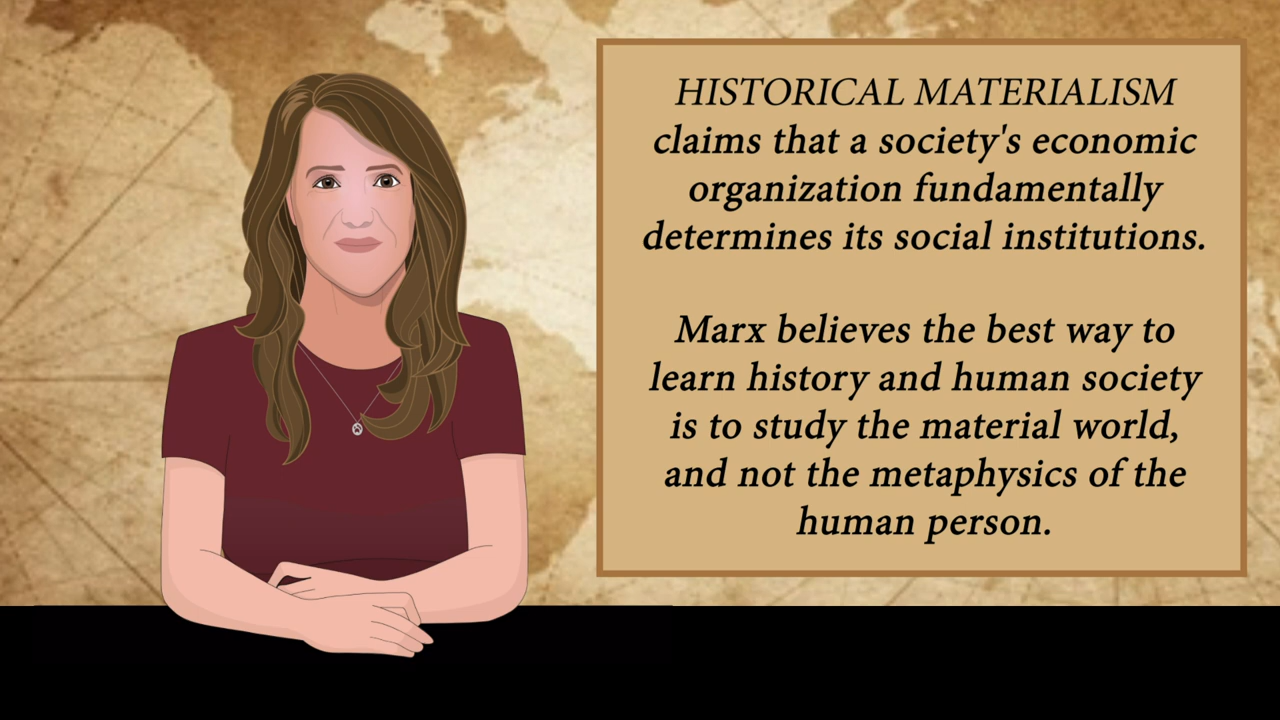 HISTORICAL MATERIALISM
claims that a society's economic
organization fundamentally
determines its social institutions.
Marx believes the best way to
learn history and human society
is to study the material world,
and not the metaphysics of the
human person.